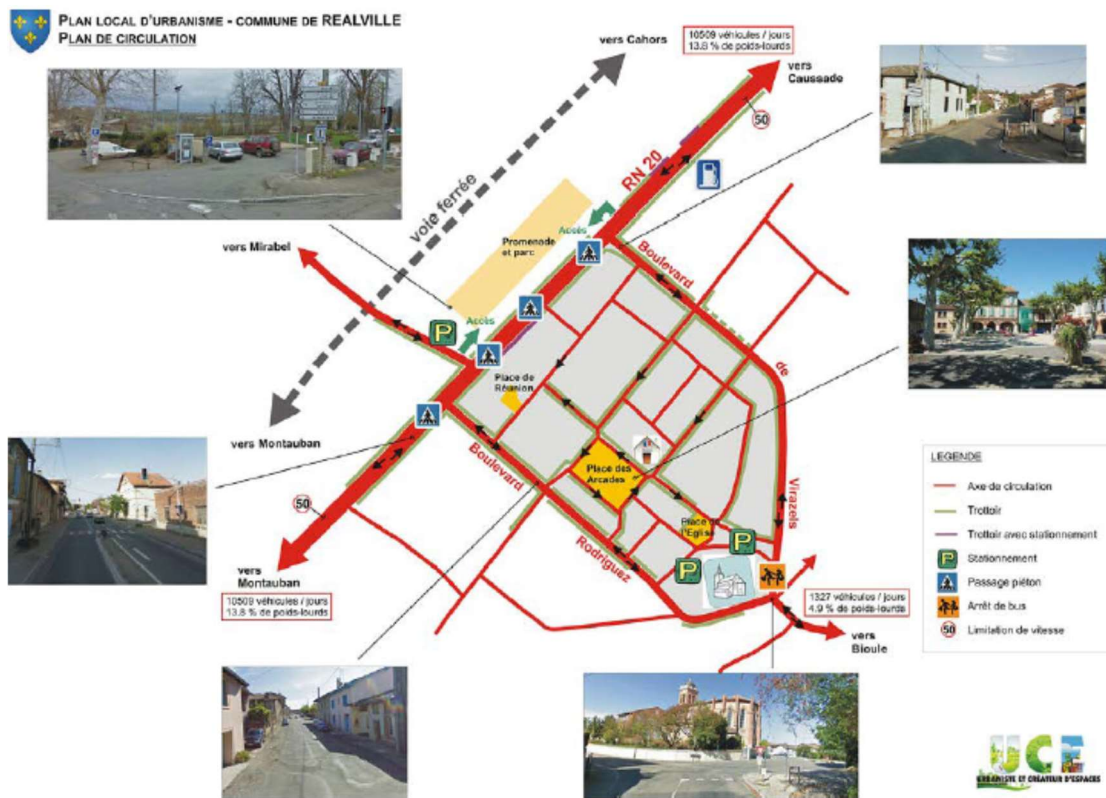 PLAN LOCAL D'URBANISME - COMMUNE DE REALVILLE
PLAN DE CIRCULATION
vers Cahors
10509 véhicules / jours
13.8 % de poids-lourds
vers
Caussade
50
RN 20
voie ferrée
Promenade
et parc
Accès
vers Mirabel
Boulevard
P
Accès
Place de
Réunion
de
vers Montauban
Boulevard
Place des
Arcades
LEGENDE
Axe de circulation
Trottoir
Trottoir avec stationnement
P
Stationnement
Passage piéton
Arrêt de bus
50
Limitation de vitesse
Virazels
Place de
l'Eglise
50
Rodriguez
P
P
vers
Montauban
10509 véhicules / jours
13.8 % de poids-lourds
1327 véhicules / jours
4.9 % de poids-lourds
vers
Bioule
UCE
URBANISTE ET CRÉATEUR D'ESPACES